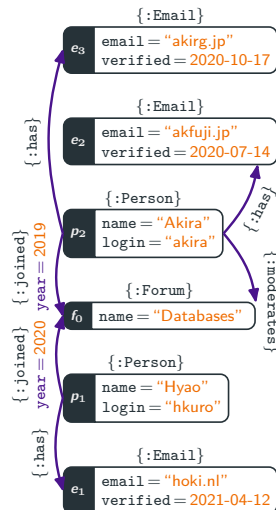 {:Email}
e3
email = “akirg.jp”
verified = 2020-10-17
{:has}
{:Email}
e2
email = “akfuji.jp”
verified = 2020-07-14
{:has}
{:Person}
p2
name = “Akira”
login = “akira”
{:joined}
year = 2019
{:moderates}
{:Forum}
f0
name = “Databases”
{:joined}
year = 2020
{:Person}
p1
name = “Hyao”
login = “hkuro”
{:has}
{:Email}
e1
email = “hoki.nl”
verified = 2021-04-12